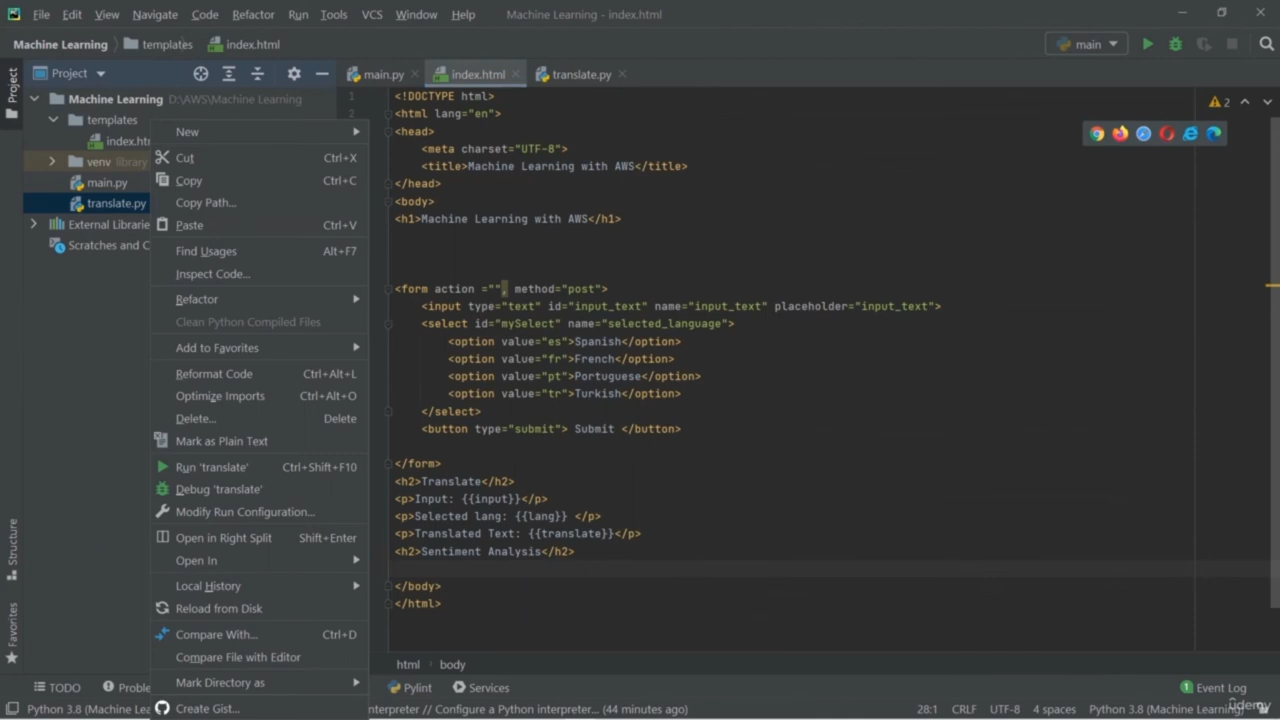 File Edit View Navigate Code Refactor Run Tools VCS Window Help Machine Learning - index.html
Machine Learning templates index.html main
Project
Project
main.py
index.html
translate.py
Machine Learning D:\AWS\Machine Learning
templates
index.htm
venv library
main.py
translate.py
External Librarie
Scratches and C
New
Cut Ctrl+X
Copy Ctrl+C
Copy Path...
Paste Ctrl+V
Find Usages Alt+F7
Inspect Code...
Refactor
Clean Python Compiled Files
Add to Favorites
Reformat Code Ctrl+Alt+L
Optimize Imports Ctrl+Alt+O
Delete... Delete
Mark as Plain Text
Run 'translate' Ctrl+Shift+F10
Debug 'translate'
Modify Run Configuration...
Open in Right Split Shift+Enter
Open In
Local History
Reload from Disk
Compare With... Ctrl+D
Compare File with Editor
Mark Directory as
Create Gist...
1
2
2
<!DOCTYPE html>
<html lang="en">
<head>
<meta charset="UTF-8">
<title>Machine Learning with AWS</title>
</head>
<body>
<h1>Machine Learning with AWS</h1>
<form action ="", method="post">
<input type="text" id="input_text" name="input_text" placeholder="input_text">
<select id="mySelect" name="selected_language">
<option value="es">Spanish</option>
<option value="fr">French</option>
<option value="pt">Portuguese</option>
<option value="tr">Turkish</option>
</select>
<button type="submit"> Submit </button>
</form>
<h2>Translate</h2>
<p>Input: {{input}}</p>
<p>Selected lang: {{lang}} </p>
<p>Translated Text: {{translate}}</p>
<h2>Sentiment Analysis</h2>
</body>
</html>
html body
Structure
Favorites
TODO Proble Pylint Services 1 Event Log
Python 3.8 (Machine Lea nterpreter // Configure a Python interpreter... (44 minutes ago) 28:1 CRLF UTF-8 4 spaces Python 3.8 (Machine Learning)
udemy